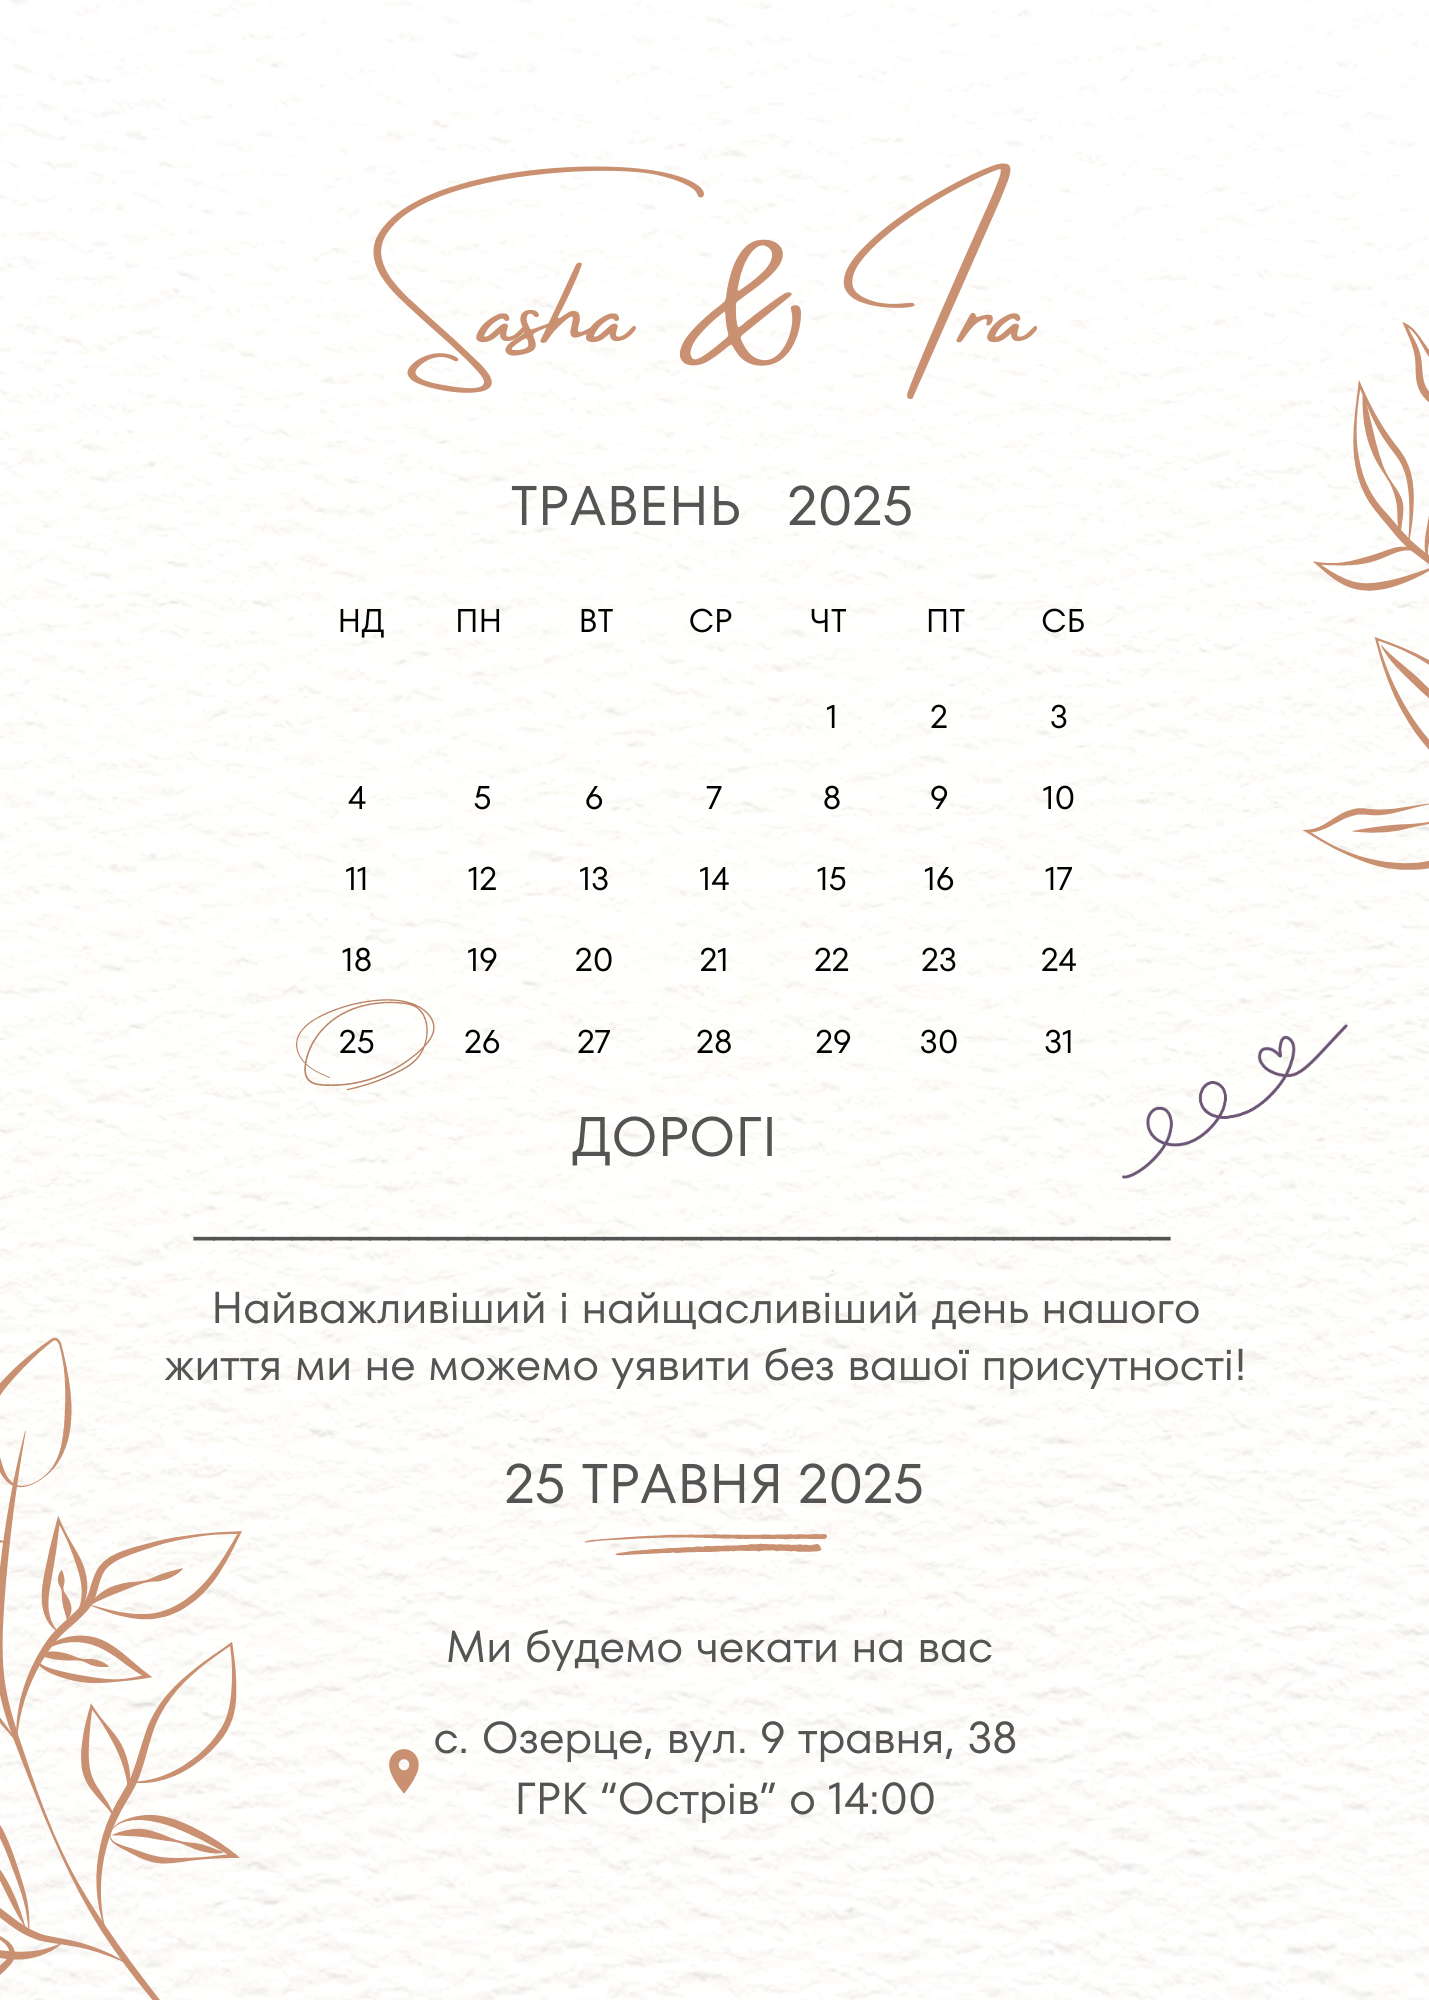 Sasha & Ira
ТРАВЕНЬ 2025
НД ПН ВТ СР ЧТ ПТ СБ
1 2 3
4 5 6 7 8 9 10
11 12 13 14 15 16 17
18 19 20 21 22 23 24
25 26 27 28 29 30 31
ДОРОГІ
Найважливіший і найщасливіший день нашого
життя ми не можемо уявити без вашої присутності!
25 ТРАВНЯ 2025
Ми будемо чекати на вас
с. Озерце, вул. 9 травня, 38
ГРК “Острів” о 14:00